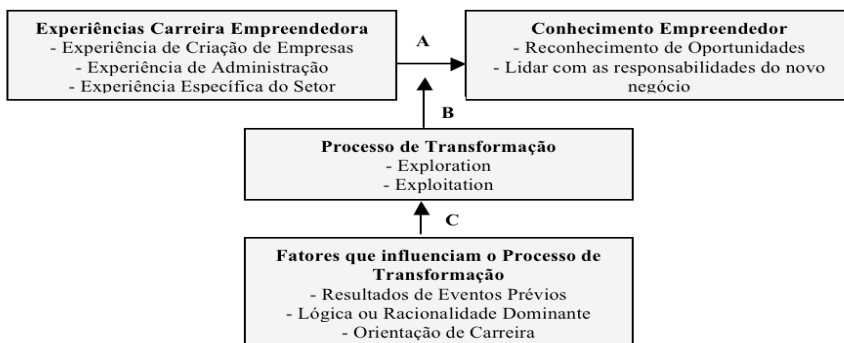 Experiências Carreira Empreendedora
- Experiência de Criação de Empresas
- Experiência de Administração
- Experiência Específica do Setor
A
Conhecimento Empreendedor
- Reconhecimento de Oportunidades
- Lidar com as responsabilidades do novo
negócio
B
Processo de Transformação
- Exploration
- Exploitation
C
Fatores que influenciam o Processo de
Transformação
- Resultados de Eventos Prévios
- Lógica ou Racionalidade Dominante
- Orientação de Carreira